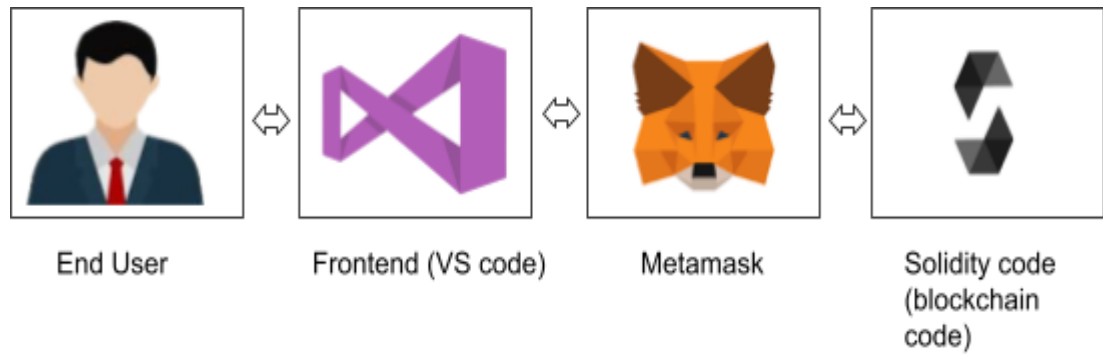 End User
Frontend (VS code)
Metamask
Solidity code
(blockchain
code)